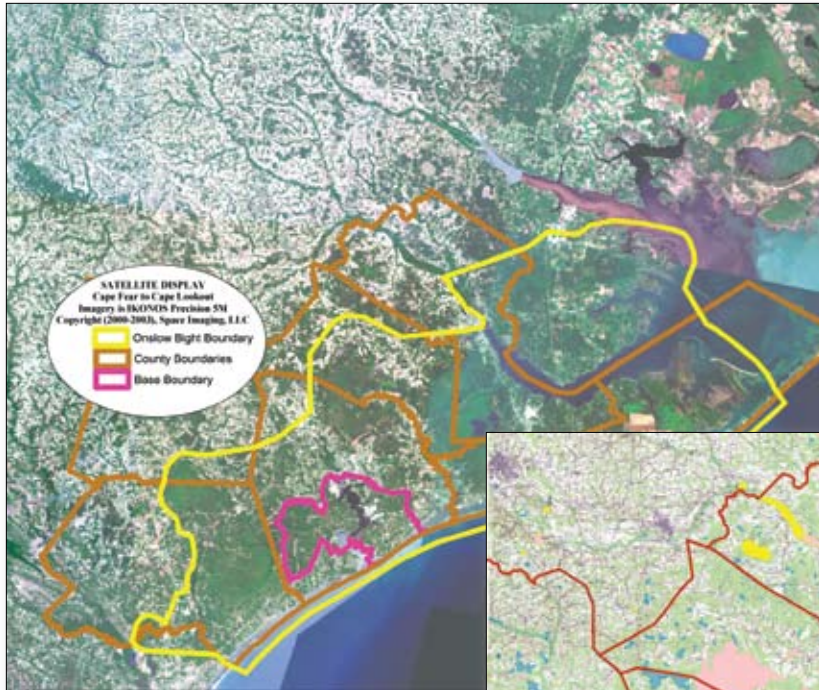 SATELLITE DISPLAY
Cape Fear to Cape Lookout
Imagery is IKONOS Precision 5M
Copyright (2000-2003), Space Imaging, LLC
Onslow Bight Boundary
County Boundaries
Base Boundary